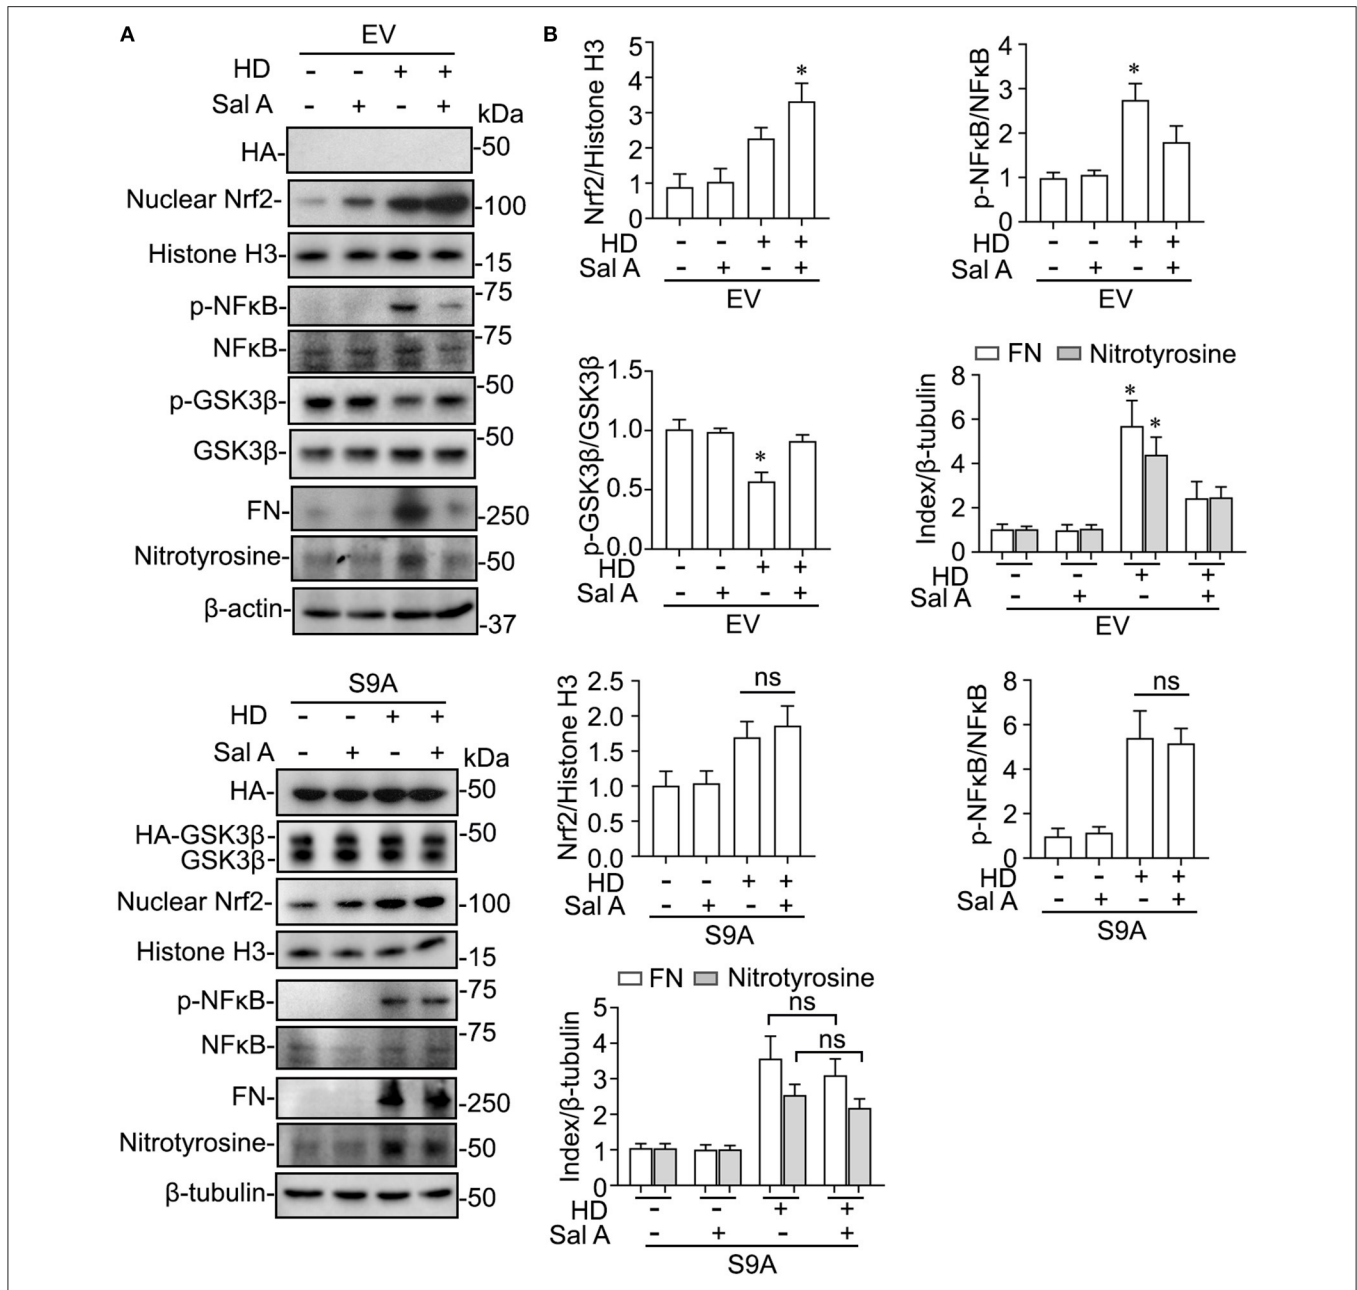 A
EV
HD - - + +
Sal A - + - +
kDa
HA- -50
Nuclear Nrf2- -100
Histone H3- -15
p-NFκB- -75
NFκB- -75
p-GSK3β- -50
GSK3β- -50
FN- -250
Nitrotyrosine- -50
β-actin- -37
S9A
HD - - + +
Sal A - + - +
kDa
HA- -50
HA-GSK3β- -50
GSK3β-
Nuclear Nrf2- -100
Histone H3- -15
p-NFκB- -75
NFκB- -75
FN- -250
Nitrotyrosine- -50
β-tubulin- -50
B
Nrf2/Histone H3
5
4
3
2
1
0
*
HD - - + +
Sal A - + - +
EV
p-NFκB/NFκB
4
3
2
1
0
*
HD - - + +
Sal A - + - +
EV
p-GSK3β/GSK3β
1.5
1.0
0.5
0.0
*
HD - - + +
Sal A - + - +
EV
FN Nitrotyrosine
Index/β-tubulin
8
6
4
2
0
* *
HD - - + +
Sal A - + - +
EV
Nrf2/Histone H3
2.5
2.0
1.5
1.0
0.5
0.0
ns
HD - - + +
Sal A - + - +
S9A
p-NFκB/NFκB
8
6
4
2
0
ns
HD - - + +
Sal A - + - +
S9A
FN Nitrotyrosine
Index/β-tubulin
5
4
3
2
1
0
ns
ns
HD - - + +
Sal A - + - +
S9A